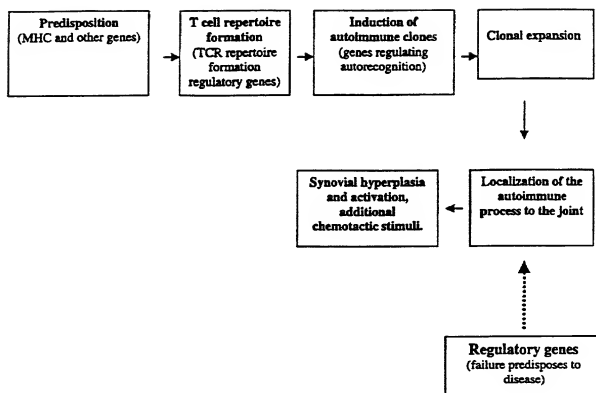 Predisposition
(MHC and other genes)
T cell repertoire
formation
(TCR repertoire
formation
regulatory genes)
Induction of
autoimmune clones
(genes regulating
autorecognition)
Clonal expansion
Synovial hyperplasia
and activation,
additional
chemotactic stimuli.
Localization of the
autoimmune
process to the joint
Regulatory genes
(failure predisposes to
disease)